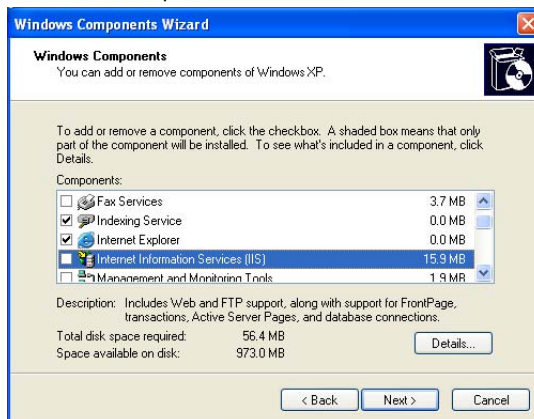 Windows Components Wizard
Windows Components
You can add or remove components of Windows XP.
To add or remove a component, click the checkbox. A shaded box means that only
part of the component will be installed. To see what's included in a component, click
Details.
Components:
Fax Services 3.7 MB
Indexing Service 0.0 MB
Internet Explorer 0.0 MB
Internet Information Services (IIS) 15.9 MB
Management and Monitoring Tools 1.9 MB
Description: Includes Web and FTP support, along with support for FrontPage,
transactions, Active Server Pages, and database connections.
Total disk space required: 56.4 MB
Space available on disk: 973.0 MB
Details...
< Back Next > Cancel